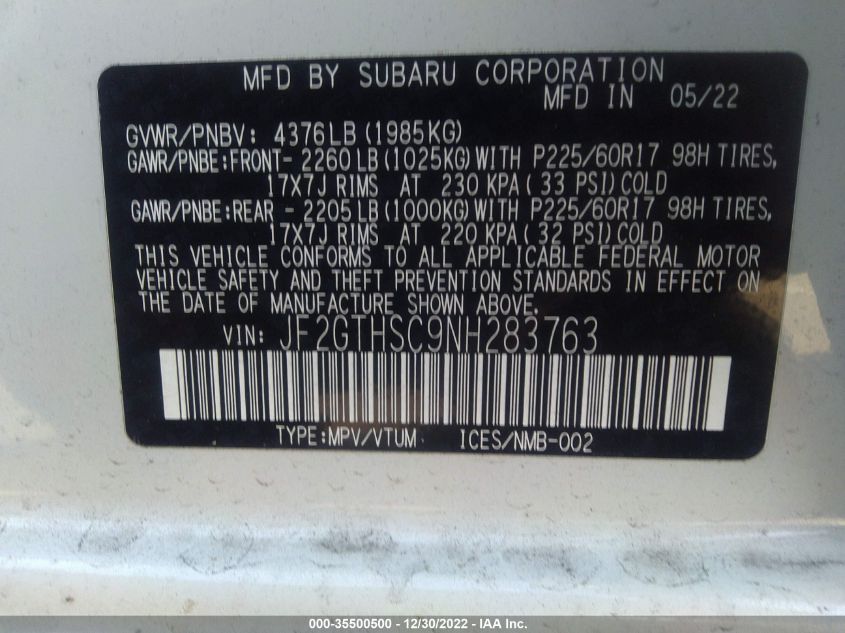 MFD BY SUBARU CORPORATION
MFD IN 05/22
GVWR/PNBV: 4376LB(1985KG)
GAWR/PNBE:FRONT- 2260LB(1025KG)WITH P225/60R17 98H TIRES,
17X7J RIMS AT 230 KPA(33 PSI)COLD
GAWR/PNBE:REAR - 2205LB(1000KG)WITH P225/60R17 98H TIRES,
17X7J RIMS AT 220 KPA(32 PSI)COLD
THIS VEHICLE CONFORMS TO ALL APPLICABLE FEDERAL MOTOR
VEHICLE SAFETY AND THEFT PREVENTION STANDARDS IN EFFECT ON
THE DATE OF MANUFACTURE SHOWN ABOVE.
VIN: JF2GTHSC9NH283763
TYPE:MPV/VTUM ICES/NMB-002
000-35500500 - 12/30/2022 - IAA Inc.